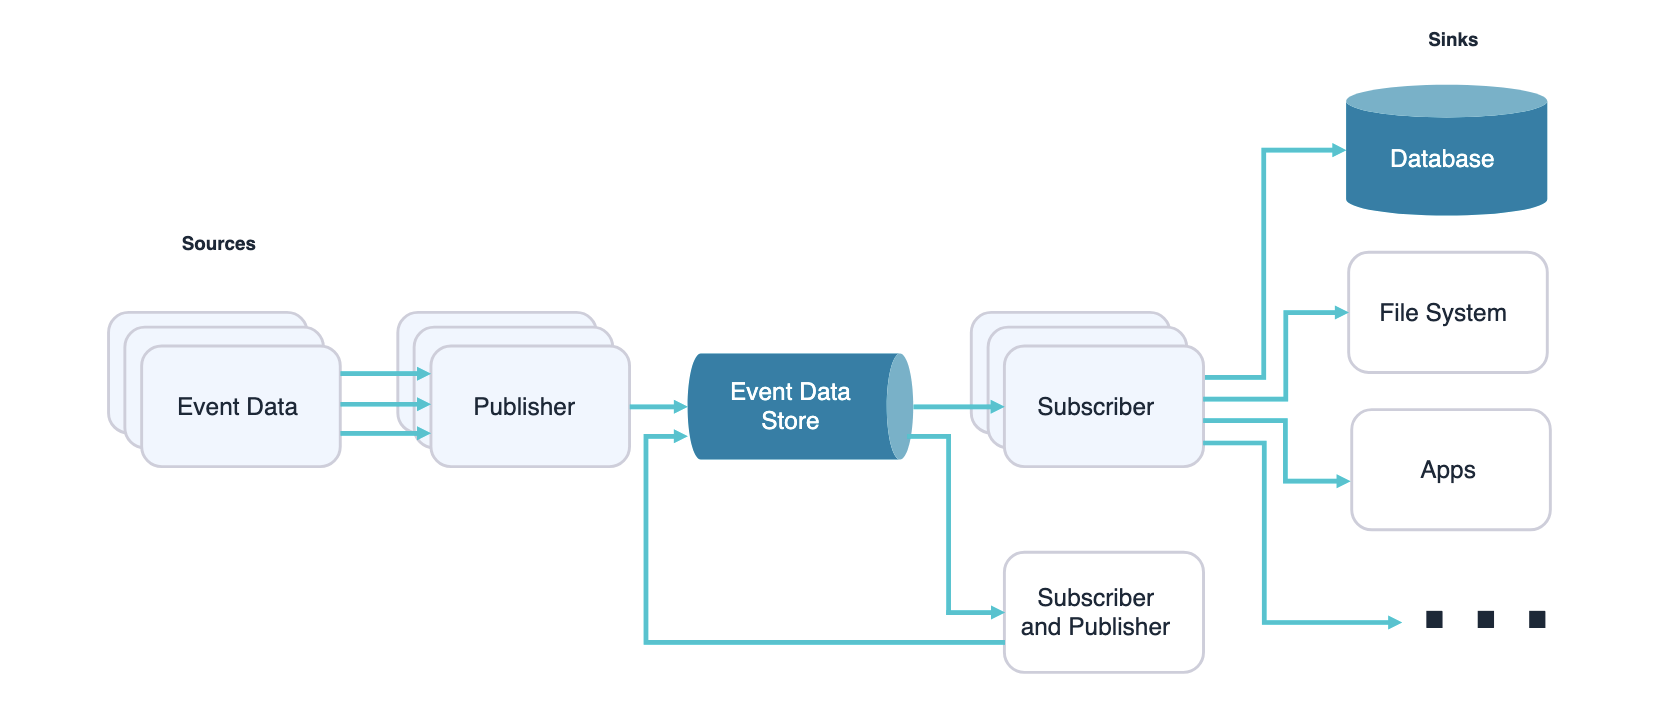 Sinks
Database
Sources
File System
Event Data
Publisher
Event Data
Store
Subscriber
Apps
Subscriber
and Publisher